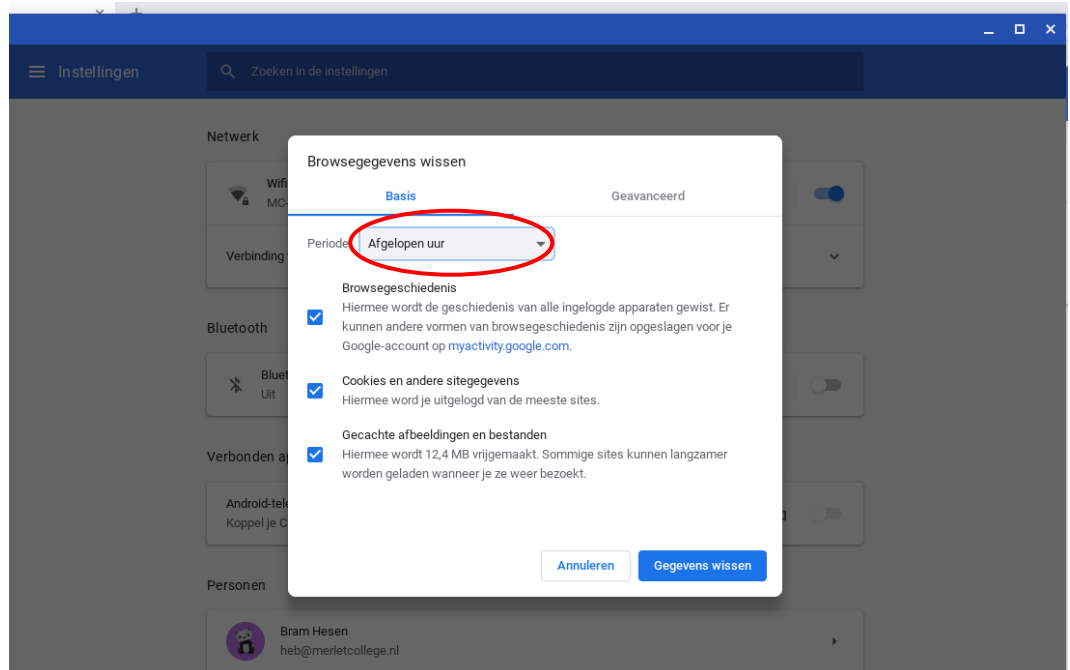 Instellingen
Zoeken in de instellingen
Netwerk
Wifi
MC-
Verbinding
Browsegegevens wissen
Basis
Geavanceerd
Periode
Afgelopen uur
Browsegeschiedenis
Hiermee wordt de geschiedenis van alle ingelogde apparaten gewist. Er
kunnen andere vormen van browsegeschiedenis zijn opgeslagen voor je
Google-account op myactivity.google.com.
Cookies en andere sitegegevens
Hiermee word je uitgelogd van de meeste sites.
Gecachte afbeeldingen en bestanden
Hiermee wordt 12,4 MB vrijgemaakt. Sommige sites kunnen langzamer
worden geladen wanneer je ze weer bezoekt.
Annuleren
Gegevens wissen
Bluetooth
Bluet
Uit
Verbonden a
Android-tele
Koppel je C
Personen
Bram Hesen
heb@merletcollege.nl